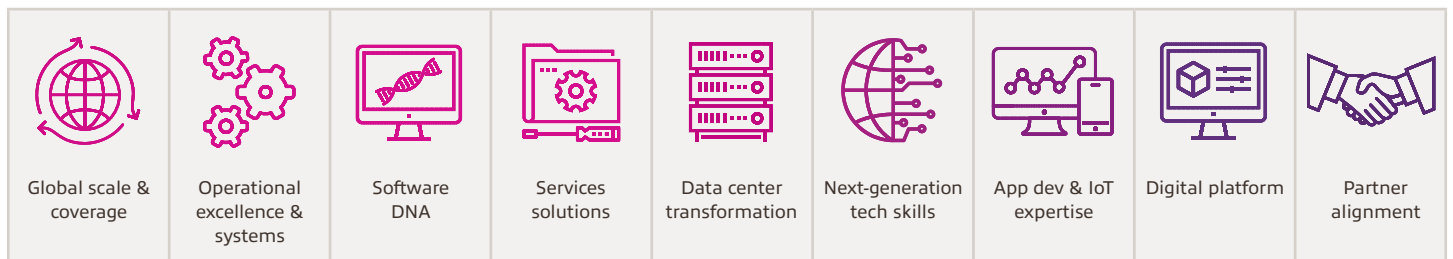 Global scale &
coverage
Operational
excellence &
systems
Software
DNA
Services
solutions
Data center
transformation
Next-generation
tech skills
App dev & IoT
expertise
Digital platform
Partner
alignment